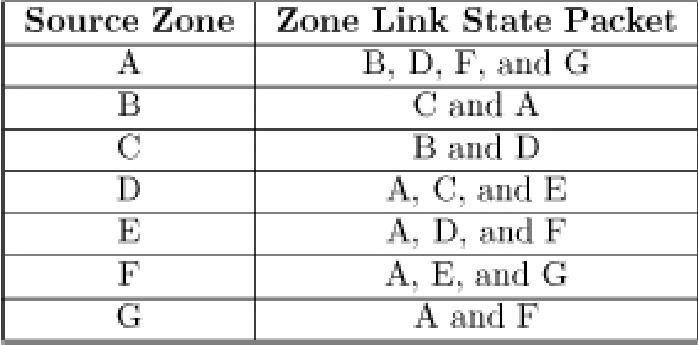 Source Zone Zone Link State Packet
A B, D, F, and G
B C and A
C B and D
D A, C, and E
E A, D, and F
F A, E, and G
G A and F